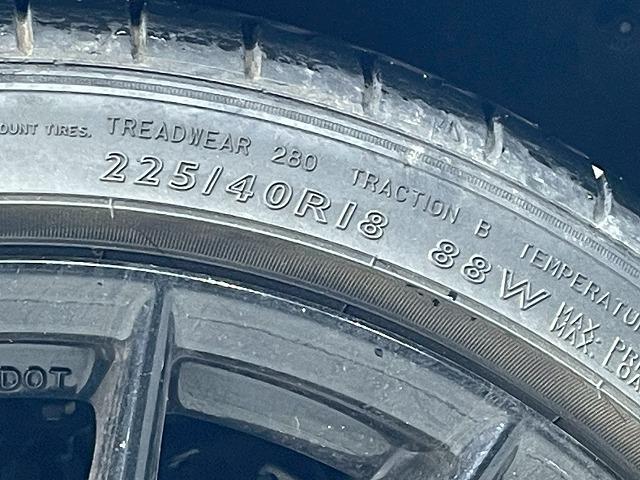 OUNT TIRES. TREADWEAR 280 TRACTION B TEMPERATU
225/40R18 88W MAX. PR
MAX. LOA
DOT